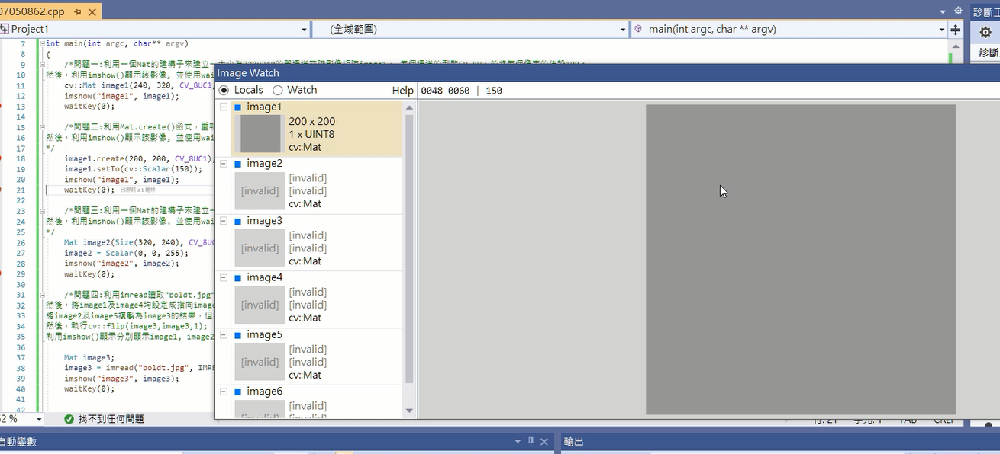 07050862.cpp
診斷工
Project1
(全域範圍)
main(int argc, char ** argv)
診斷
7 int main(int argc, char** argv)
8 {
9 /*問題一:利用一個Mat的建構子來建立一
10 然後，利用imshow()顯示該影像, 並使用wai
11 cv::Mat image1(240, 320, CV_8UC1
12 imshow("image1", image1);
13 waitKey(0);
14
15 /*問題二:利用Mat.create()函式，重新
16 然後，利用imshow()顯示該影像, 並使用wai
17 */
18 image1.create(200, 200, CV_8UC1)
19 image1.setTo(cv::Scalar(150));
20 imshow("image1", image1);
21 waitKey(0); 已經時 ≤ 1 毫秒
22
23 /*問題三:利用一個Mat的建構子來建立一
24 然後，利用imshow()顯示該影像, 並使用wai
25 */
26 Mat image2(Size(320, 240), CV_8U
27 image2 = Scalar(0, 0, 255);
28 imshow("image2", image2);
29 waitKey(0);
30
31 /*問題四:利用imread讀取"boldt.jpg"
32 然後，將image1及image4均設定成指向image
33 將image2及image5複製為image3的結果，但
34 然後，執行cv::flip(image3,image3,1);
35 利用imshow()顯示分別顯示image1, image2
36
37 Mat image3;
38 image3 = imread("boldt.jpg", IMRE
39 imshow("image3", image3);
40 waitKey(0);
41
42
Image Watch
Locals Watch Help
0048 0060 | 150
image1
200 x 200
1 x UINT8
cv::Mat
image2
[invalid]
[invalid]
[invalid]
cv::Mat
image3
[invalid]
[invalid]
[invalid]
cv::Mat
image4
[invalid]
[invalid]
[invalid]
cv::Mat
image5
[invalid]
[invalid]
[invalid]
cv::Mat
image6
[invalid]
[invalid]
[invalid]
2 %
找不到任何問題
行: 21 字元: 1 TAB CRLF
自動變數
輸出